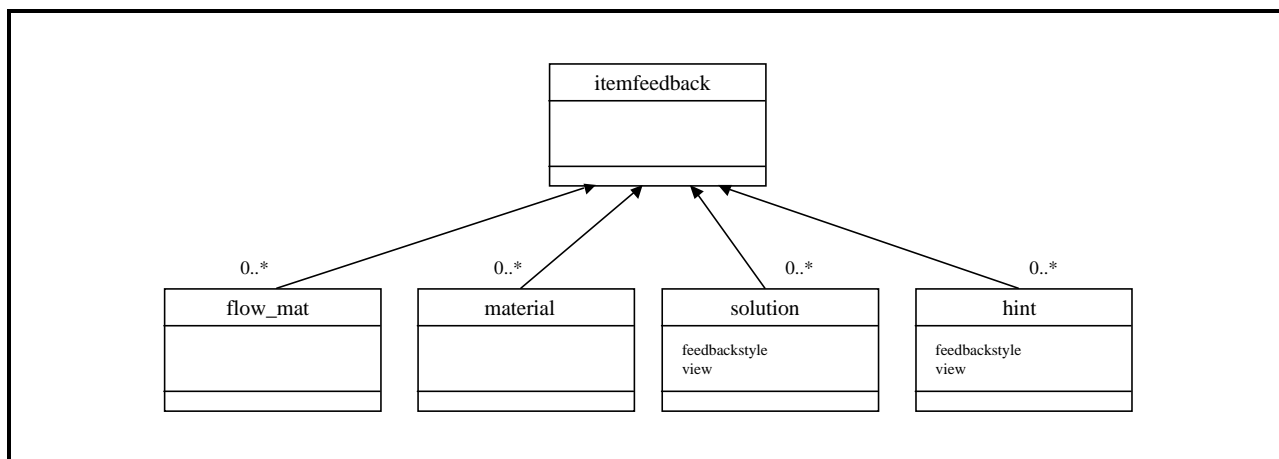 itemfeedback
0..*
0..*
0..*
0..*
flow_mat
material
solution
hint
feedbackstyle
view
feedbackstyle
view